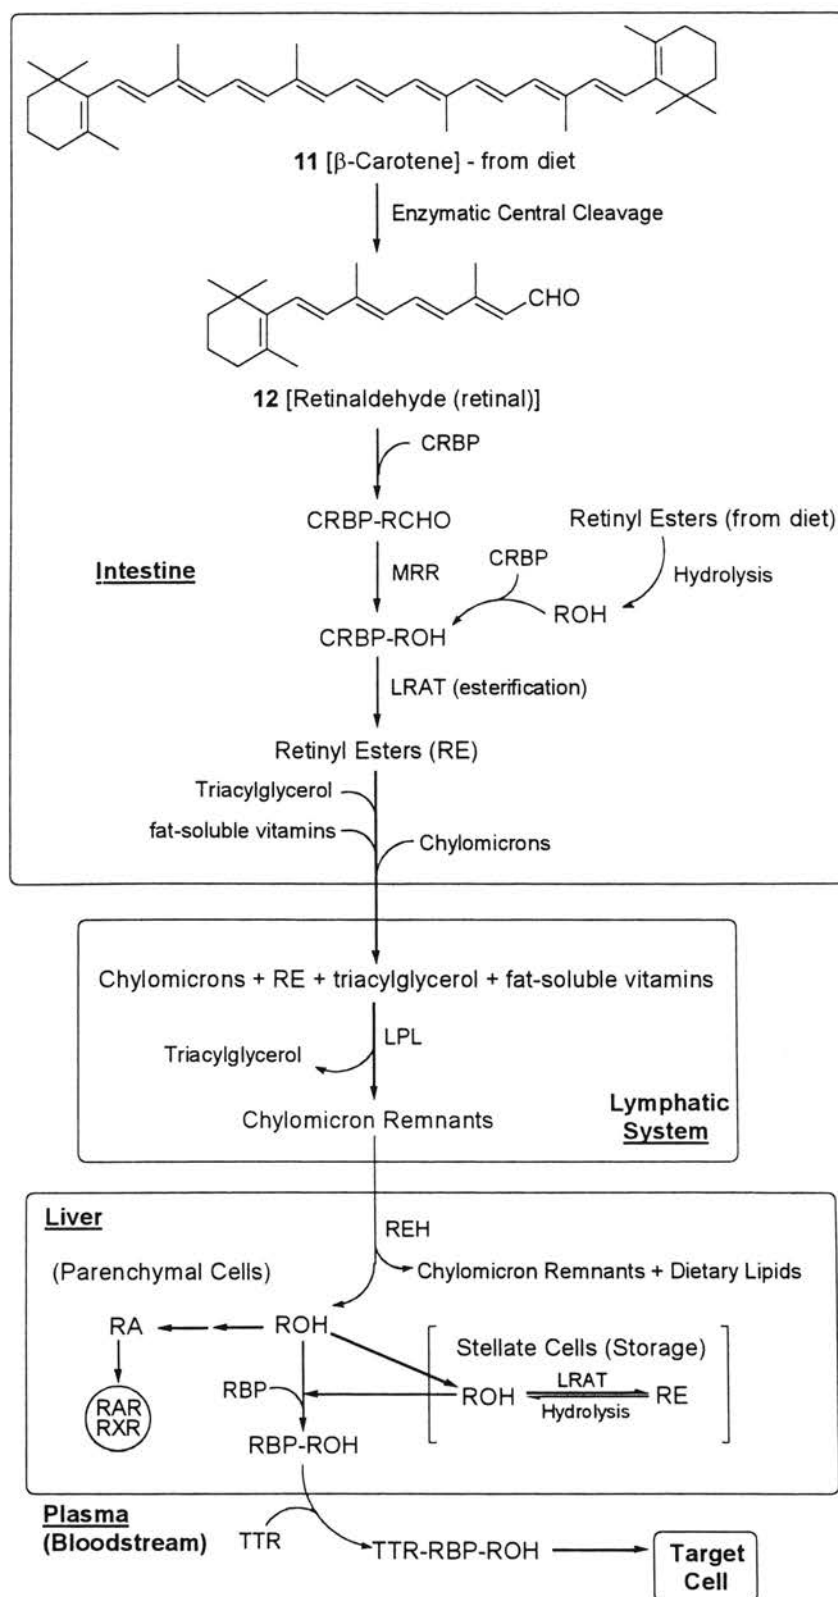 11 [β-Carotene] - from diet
Enzymatic Central Cleavage
CHO
12 [Retinaldehyde (retinal)]
CRBP
CRBP-RCHO
Retinyl Esters (from diet)
Intestine
MRR
CRBP
Hydrolysis
ROH
CRBP-ROH
LRAT (esterification)
Retinyl Esters (RE)
Triacylglycerol
fat-soluble vitamins
Chylomicrons
Chylomicrons + RE + triacylglycerol + fat-soluble vitamins
LPL
Triacylglycerol
Chylomicron Remnants
Lymphatic
System
Liver
REH
(Parenchymal Cells)
Chylomicron Remnants + Dietary Lipids
RA
ROH
Stellate Cells (Storage)
RBP
ROH
LRAT
Hydrolysis
RE
RAR
RXR
RBP-ROH
Plasma
(Bloodstream)
TTR
TTR-RBP-ROH
Target
Cell